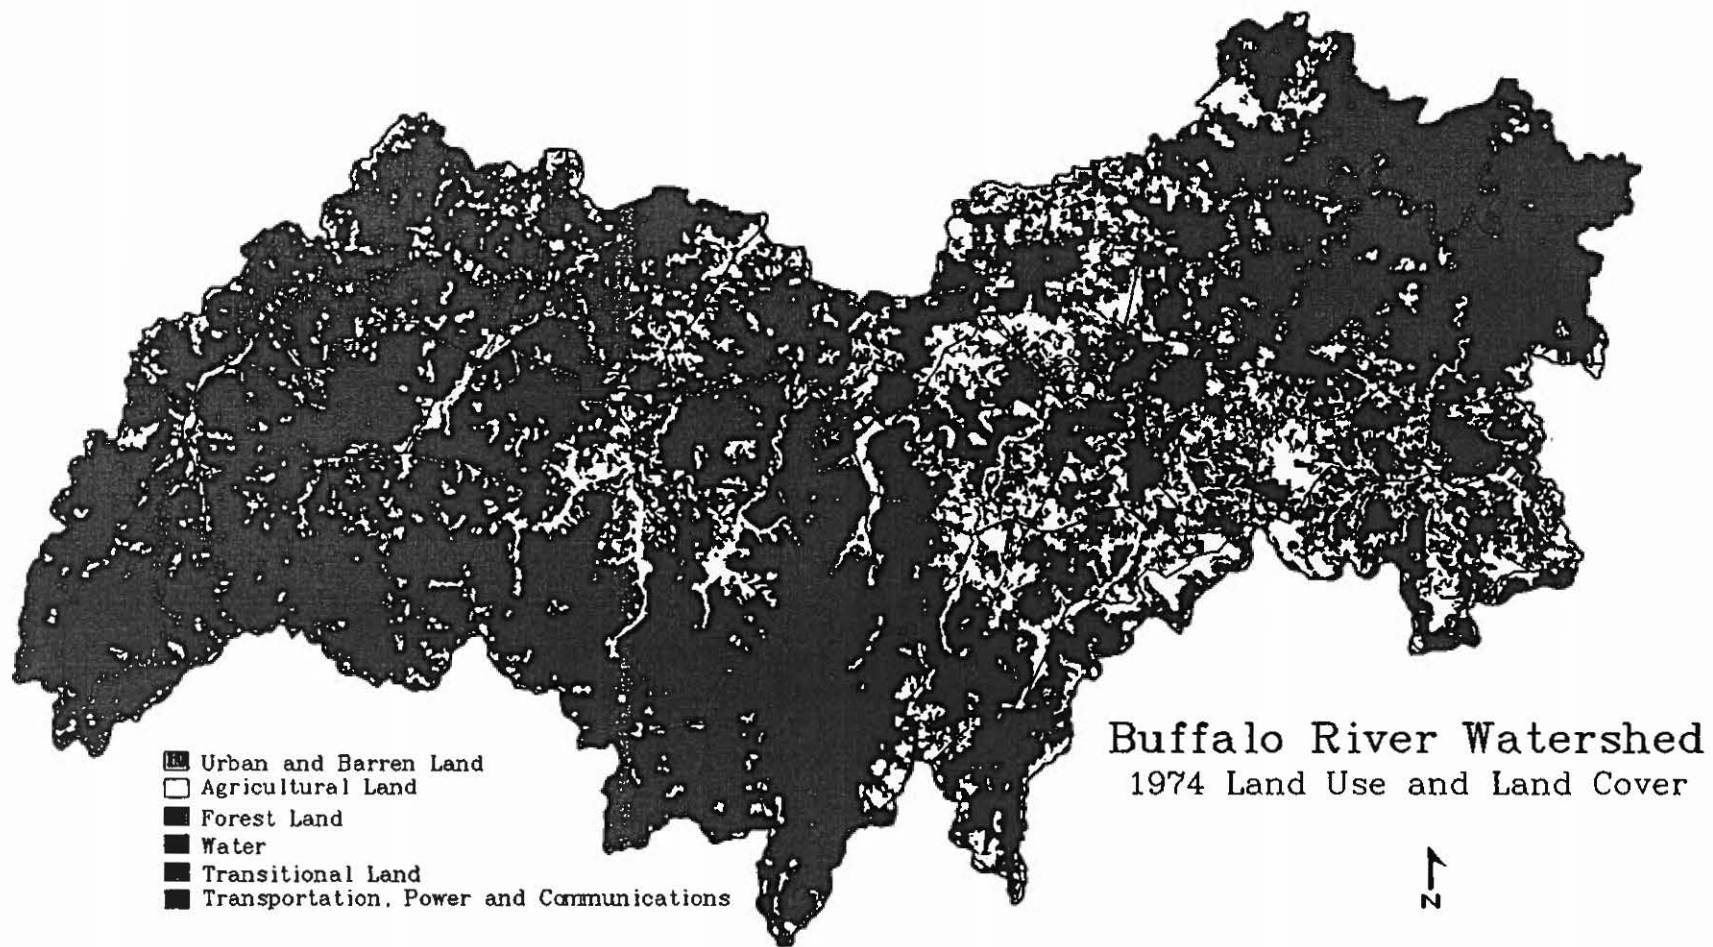 Urban and Barren Land
Agricultural Land
Forest Land
Water
Transitional Land
Transportation, Power and Communications
Buffalo River Watershed
1974 Land Use and Land Cover
N